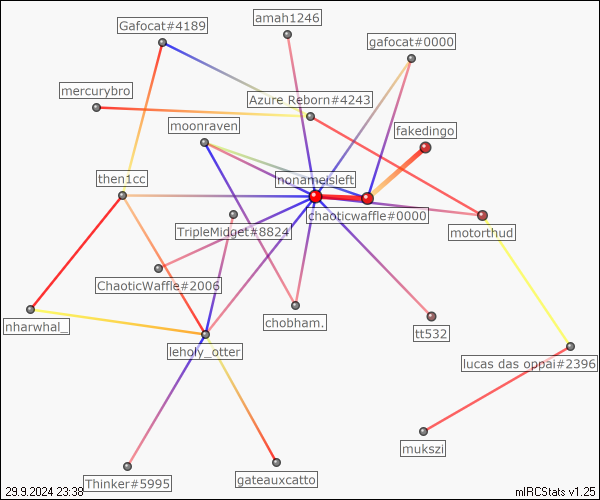 amah1246
Gafocat#4189
gafocat#0000
mercurybro
Azure Reborn#4243
moonraven
fakedingo
then1cc
nonameisleft
chaoticwaffle#0000
TripleMidget#8824
motorthud
ChaoticWaffle#2006
nharwhal_
chobham.
tt532
leholy_otter
lucas das oppai#2396
mukszi
Thinker#5995
gateauxcatto
29.9.2024 23:38
mIRCStats v1.25